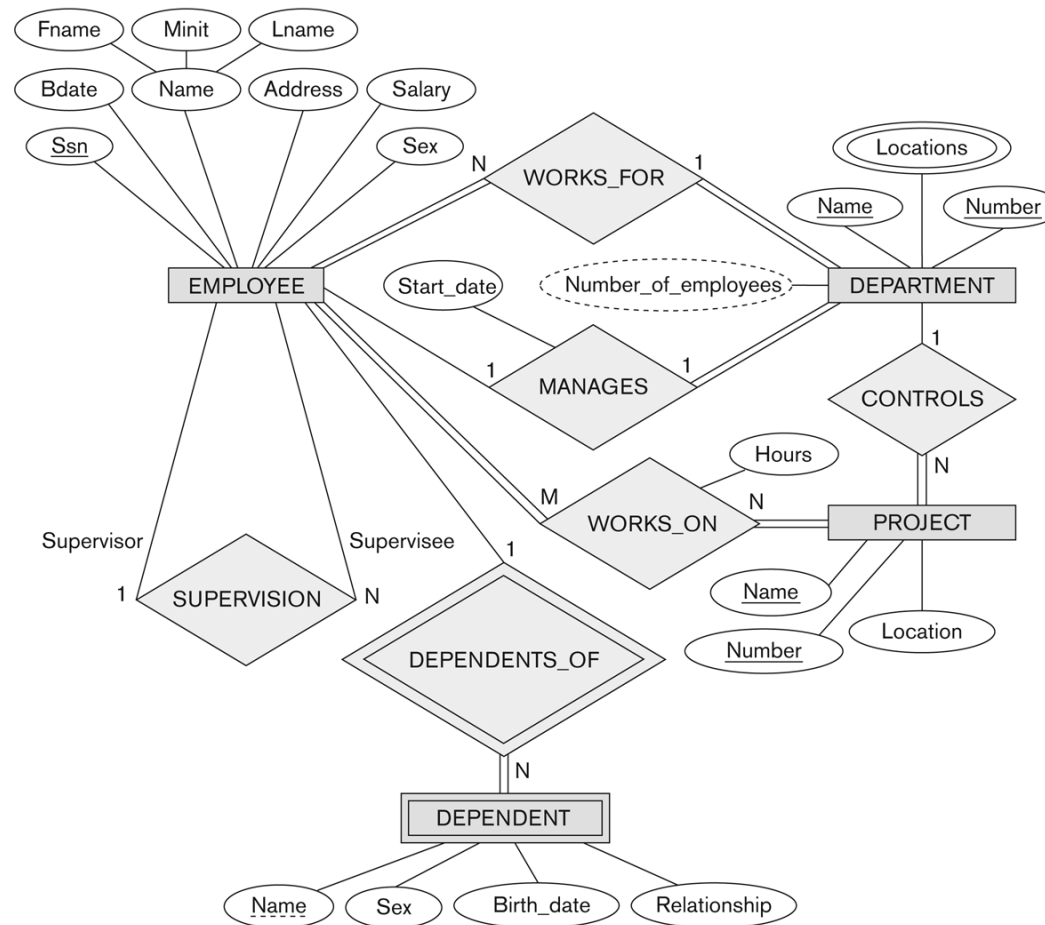 Fname
Minit
Lname
Bdate
Name
Address
Salary
Ssn
Sex
N
WORKS_FOR
1
Locations
Name
Number
EMPLOYEE
Start_date
Number_of_employees
DEPARTMENT
1
MANAGES
1
1
CONTROLS
N
Hours
M
WORKS_ON
N
PROJECT
Supervisor
Supervisee
1
1
SUPERVISION
N
Name
Number
Location
DEPENDENTS_OF
N
DEPENDENT
Name
Sex
Birth_date
Relationship